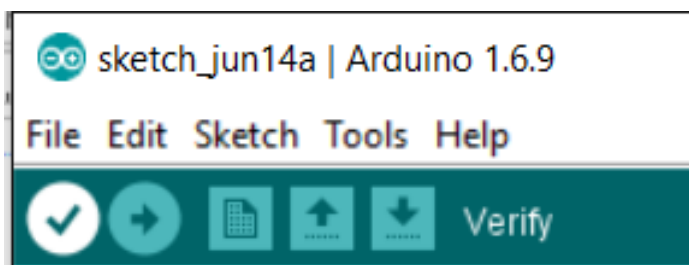 sketch_jun14a | Arduino 1.6.9
File Edit Sketch Tools Help
Verify